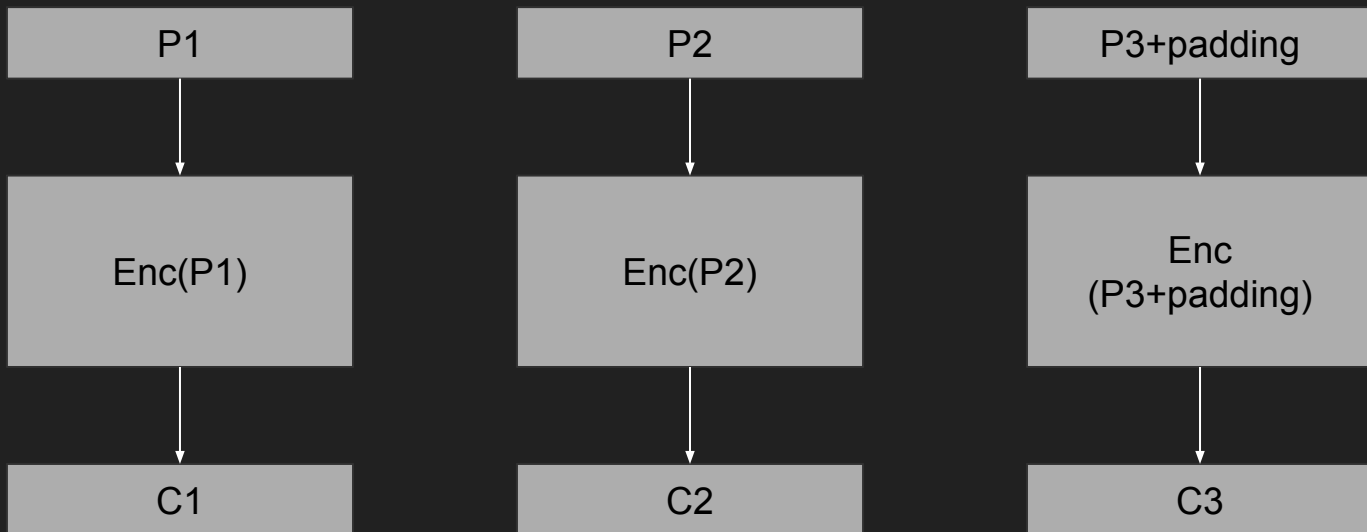 P1
P2
P3+padding
Enc(P1)
Enc(P2)
Enc
(P3+padding)
C1
C2
C3